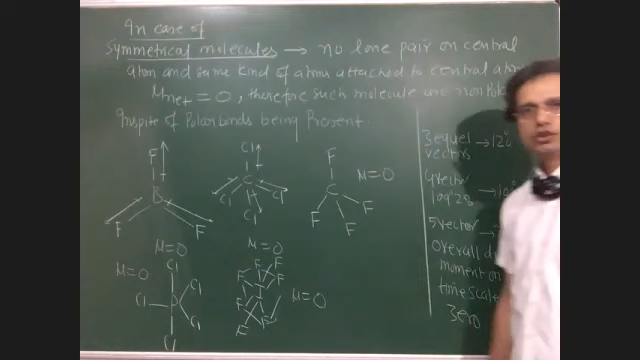 In case of
Symmetrical molecules → no lone pair on central
atom and same kind of atoms attached to central atom
μnet = 0, therefore such molecule are non Polar
Inspite of Polar bonds being Present.
F
B
F F
μ=0
Cl
C
Cl Cl
Cl
μ=0
F
C
F F
F
μ=0
μ=0
Cl
Cl
Cl P
Cl
Cl
F F
F F
F
F
μ=0
3 equal → 120
vectors
4 vector
109°28
5 vector →
Overall
moment on
time scale
Zero